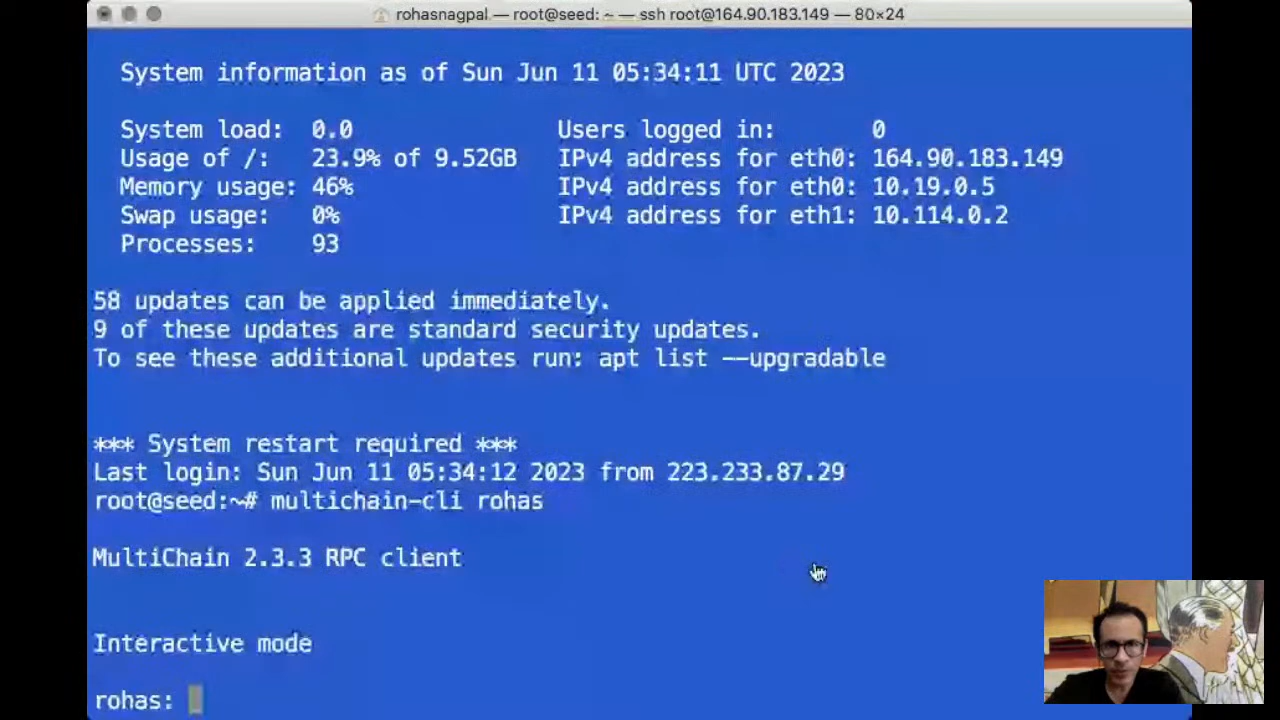 rohasnagpal — root@seed: ~ — ssh root@164.90.183.149 — 80×24
System information as of Sun Jun 11 05:34:11 UTC 2023
System load: 0.0 Users logged in: 0
Usage of /: 23.9% of 9.52GB IPv4 address for eth0: 164.90.183.149
Memory usage: 46% IPv4 address for eth0: 10.19.0.5
Swap usage: 0% IPv4 address for eth1: 10.114.0.2
Processes: 93
58 updates can be applied immediately.
9 of these updates are standard security updates.
To see these additional updates run: apt list --upgradable
*** System restart required ***
Last login: Sun Jun 11 05:34:12 2023 from 223.233.87.29
root@seed:~# multichain-cli rohas
MultiChain 2.3.3 RPC client
Interactive mode
rohas: